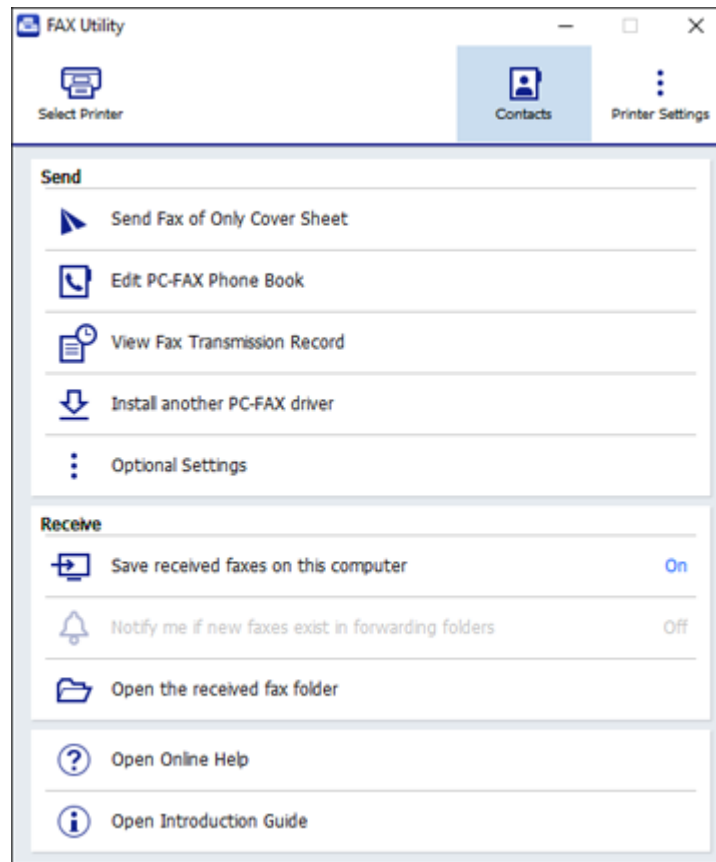 FAX Utility
Select Printer
Contacts
Printer Settings
Send
Send Fax of Only Cover Sheet
Edit PC-FAX Phone Book
View Fax Transmission Record
Install another PC-FAX driver
Optional Settings
Receive
Save received faxes on this computer On
Notify me if new faxes exist in forwarding folders Off
Open the received fax folder
Open Online Help
Open Introduction Guide